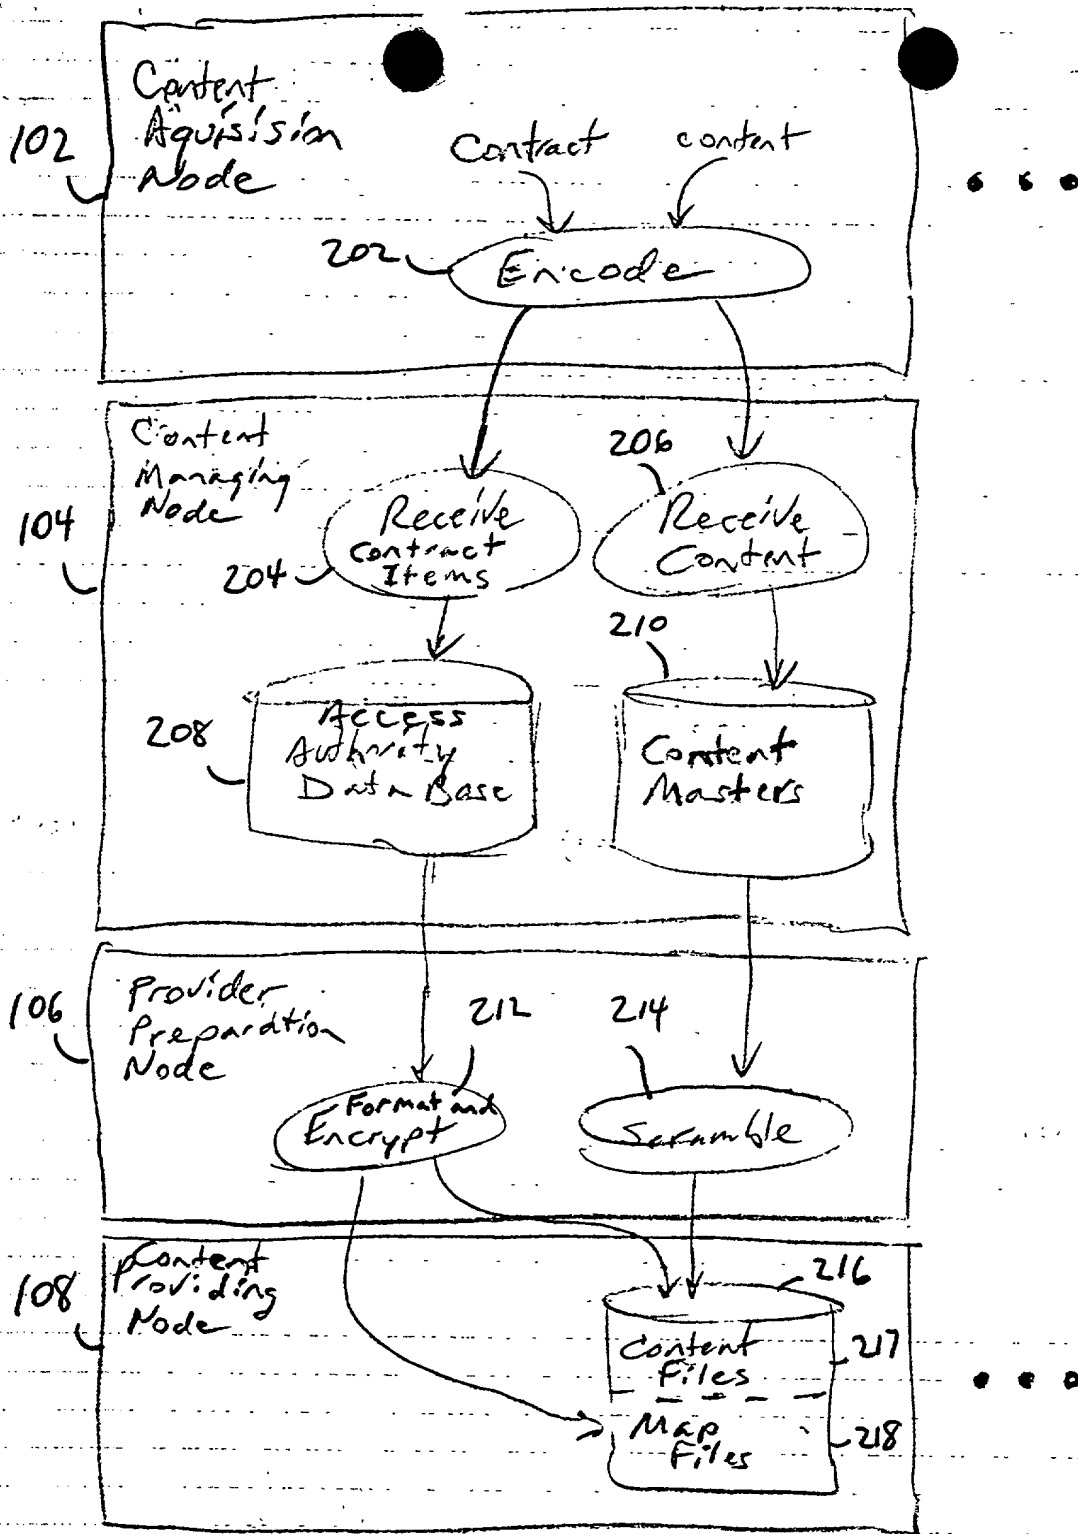 Content
Aquisision
Node
102
Contract
content
202
Encode
Content
Managing
Node
104
206
Receive
Contract
Items
204
Receive
Content
210
208
Access
Authority
Data Base
Content
Masters
106
Provider
Preparation
Node
212
214
Format and
Encrypt
Scramble
108
Content
Providing
Node
216
Content
Files
217
Map
Files
218